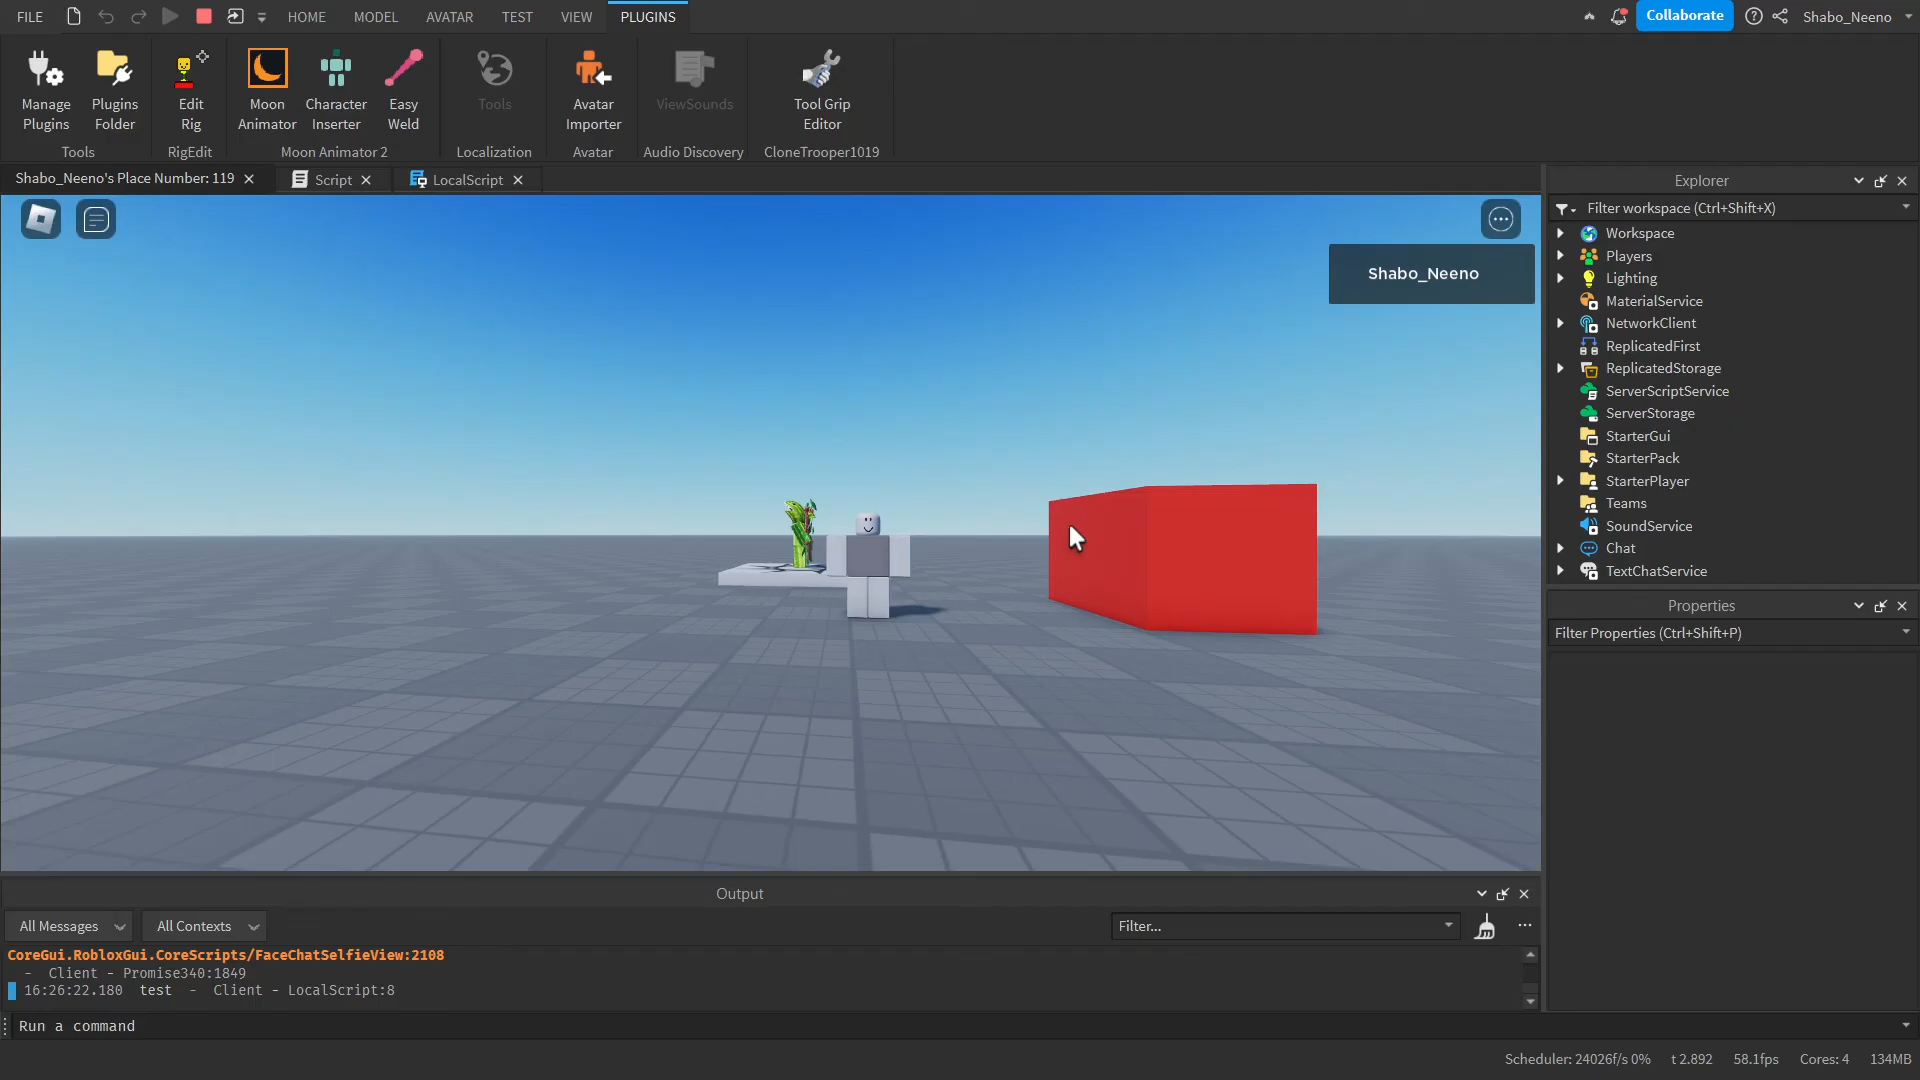 FILE HOME MODEL AVATAR TEST VIEW PLUGINS Collaborate Shabo_Neeno
Manage Plugins
Plugins Folder
Edit Rig
Moon Animator
Character Inserter
Easy Weld
Tools
Avatar Importer
ViewSounds
Tool Grip Editor
Tools RigEdit Moon Animator 2 Localization Avatar Audio Discovery CloneTrooper1019
Shabo_Neeno's Place Number: 119 Script LocalScript
Shabo_Neeno
Explorer
Filter workspace (Ctrl+Shift+X)
Workspace
Players
Lighting
MaterialService
NetworkClient
ReplicatedFirst
ReplicatedStorage
ServerScriptService
ServerStorage
StarterGui
StarterPack
StarterPlayer
Teams
SoundService
Chat
TextChatService
Properties
Filter Properties (Ctrl+Shift+P)
Output
All Messages All Contexts Filter...
CoreGui.RobloxGui.CoreScripts/FaceChatSelfieView:2108
- Client - Promise340:1849
16:26:22.180 test - Client - LocalScript:8
Run a command
Scheduler: 24026f/s 0% t 2.892 58.1fps Cores: 4 134MB